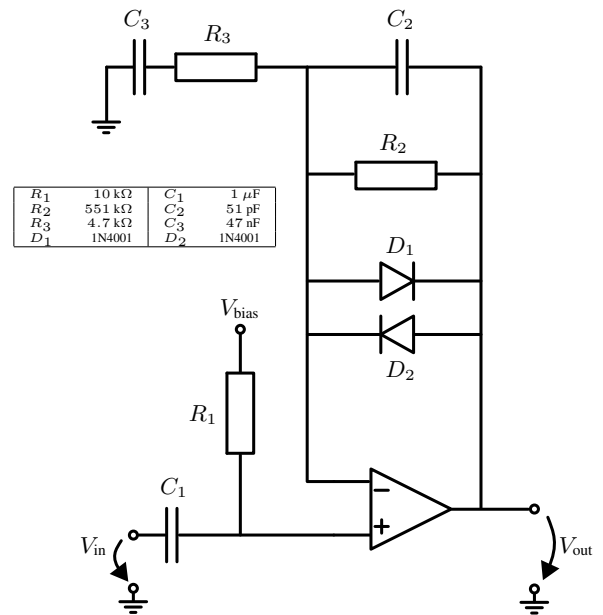 C3
R3
C2
R2
R1 10 kΩ C1 1 μF
R2 551 kΩ C2 51 pF
R3 4.7 kΩ C3 47 nF
D1 1N4001 D2 1N4001
D1
Vbias
D2
R1
C1
−
+
Vin
Vout